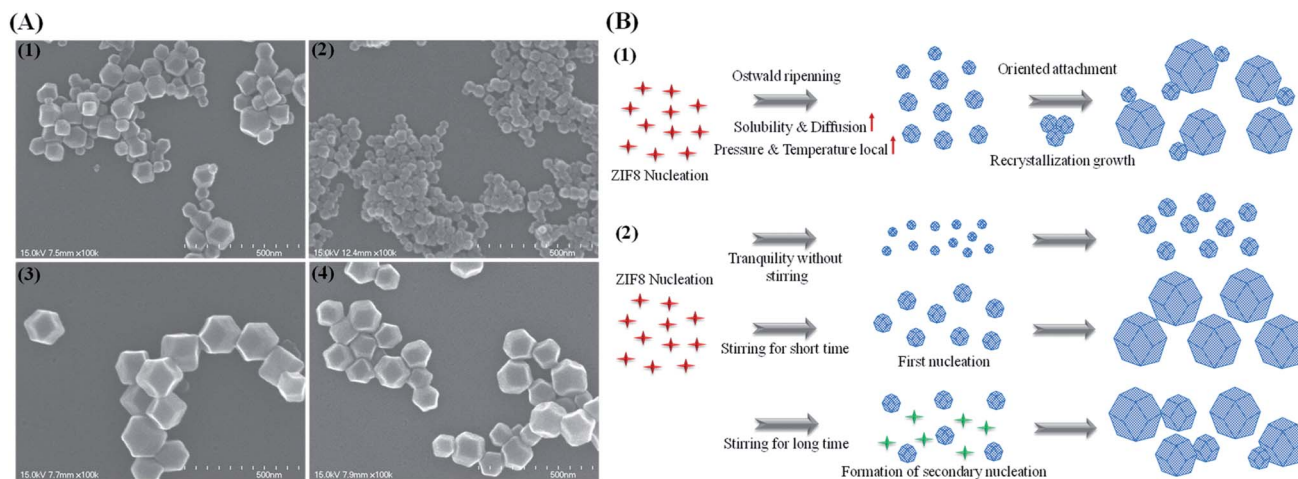 (A)
(1)
15.0kV 7.5mm x100k
500nm
(2)
15.0kV 12.4mm x100k
500nm
(3)
15.0kV 7.7mm x100k
500nm
(4)
15.0kV 7.9mm x100k
500nm
(B)
(1)
ZIF8 Nucleation
Ostwald ripenning
Solubility & Diffusion
Pressure & Temperature local
Oriented attachment
Recrystallization growth
(2)
ZIF8 Nucleation
Tranquility without
stirring
Stirring for short time
First nucleation
Stirring for long time
Formation of secondary nucleation